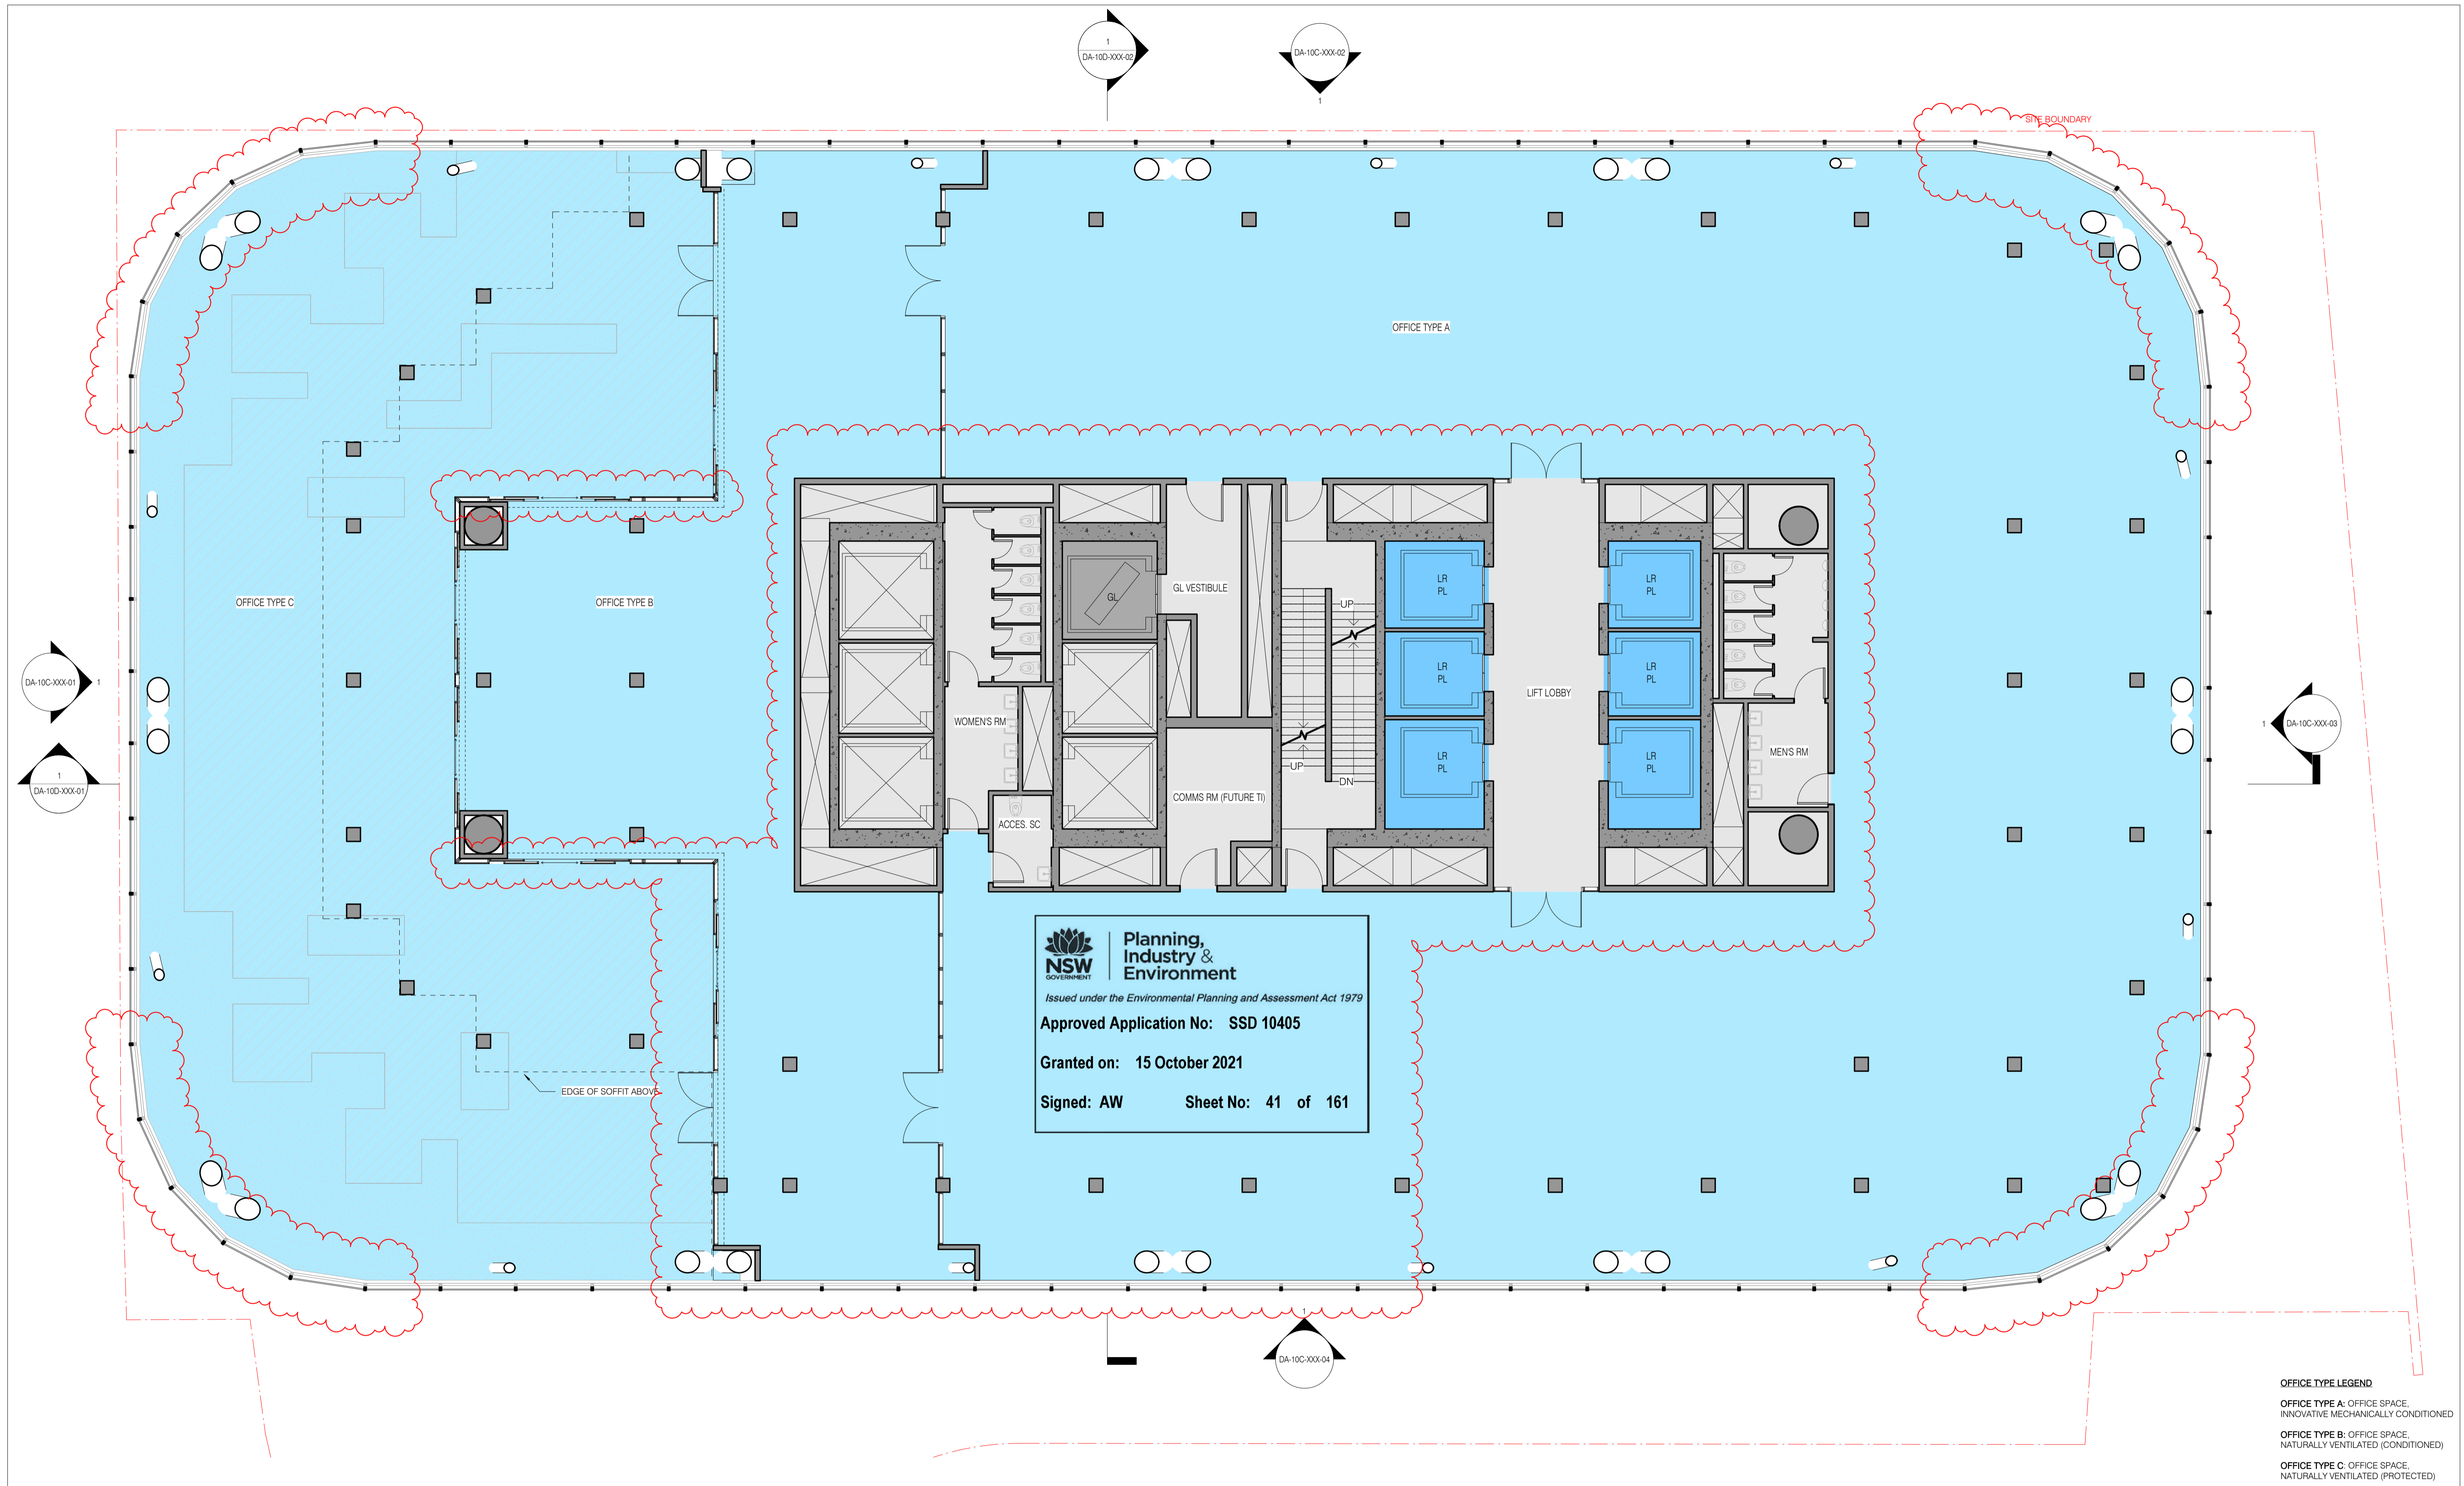 1
DA-10D-XXX-02
DA-10C-XXX-02
1
SITE BOUNDARY
OFFICE TYPE A
OFFICE TYPE C
OFFICE TYPE B
GL
GL VESTIBULE
UP
LR
PL
LR
PL
LR
PL
LR
PL
LIFT LOBBY
DA-10C-XXX-01
1
WOMEN'S RM
1
DA-10C-XXX-03
MEN'S RM
LR
PL
LR
PL
UP
DN
1
DA-10D-XXX-01
COMMS RM (FUTURE TI)
ACCES. SC
NSW
GOVERNMENT
Planning,
Industry &
Environment
Issued under the Environmental Planning and Assessment Act 1979
Approved Application No: SSD 10405
Granted on: 15 October 2021
Signed: AW Sheet No: 41 of 161
EDGE OF SOFFIT ABOVE
1
DA-10C-XXX-04
OFFICE TYPE LEGEND
OFFICE TYPE A: OFFICE SPACE,
INNOVATIVE MECHANICALLY CONDITIONED
OFFICE TYPE B: OFFICE SPACE,
NATURALLY VENTILATED (CONDITIONED)
OFFICE TYPE C: OFFICE SPACE,
NATURALLY VENTILATED (PROTECTED)